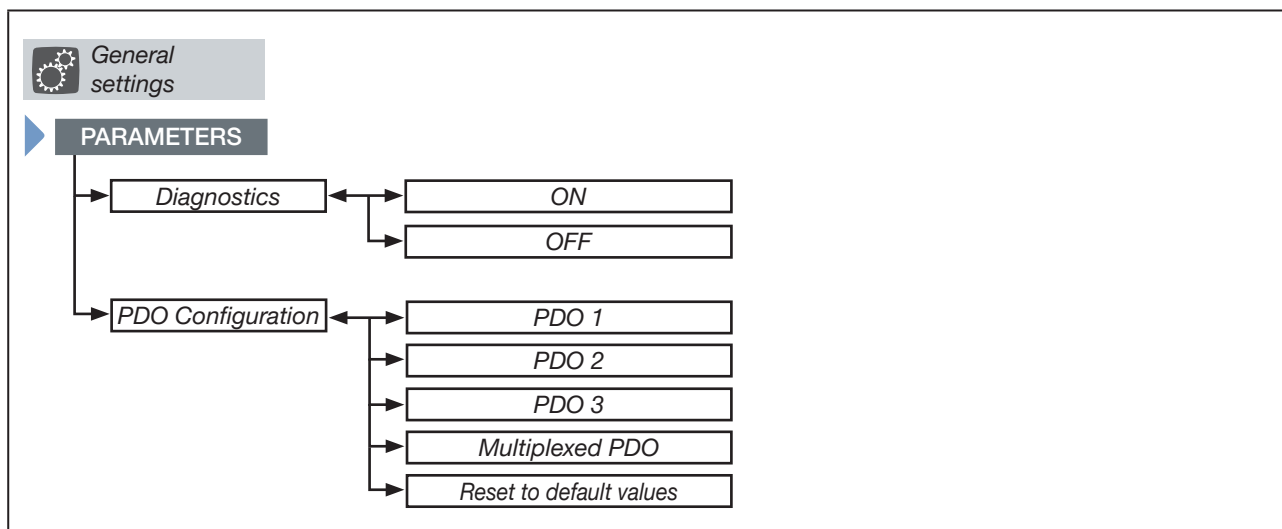 General
settings
PARAMETERS
Diagnostics
ON
OFF
PDO Configuration
PDO 1
PDO 2
PDO 3
Multiplexed PDO
Reset to default values